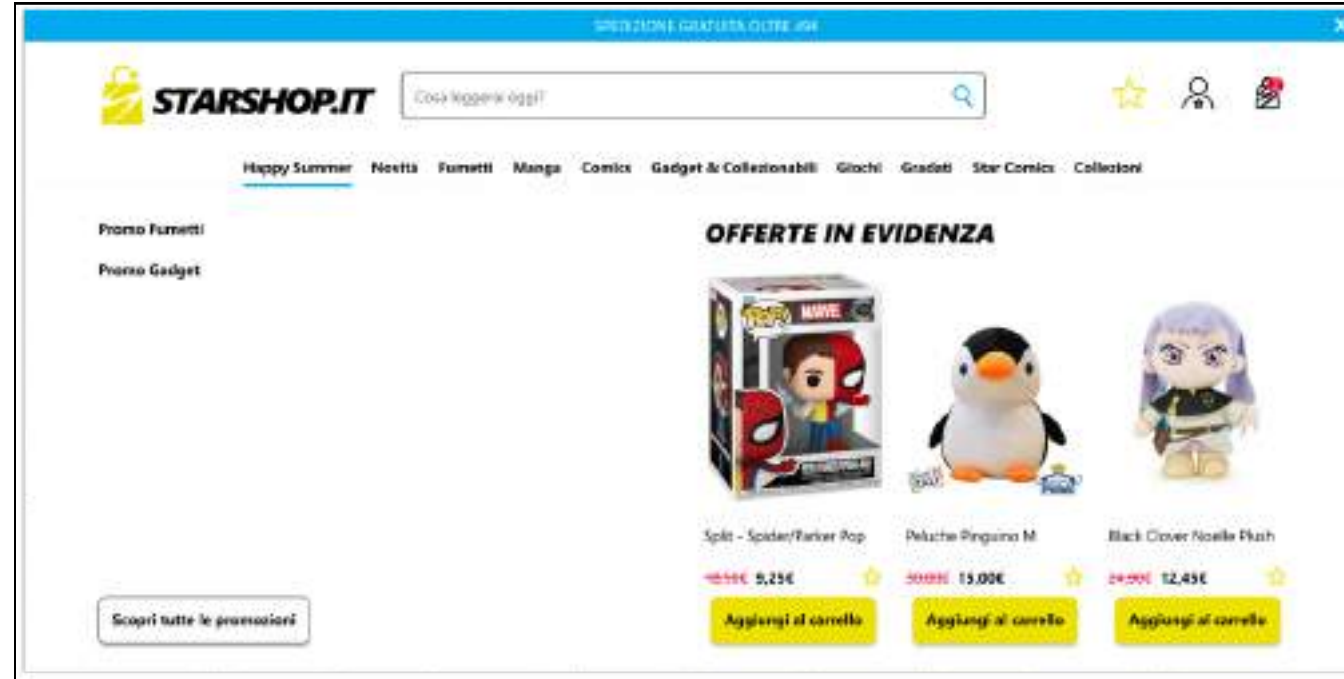 SPEDIZIONE GRATUITA OLTRE 49€
STARSHOP.IT
Cosa leggerai oggi?
Happy Summer Novità Fumetti Manga Comics Gadget & Collezionabili Giochi Gradati Star Comics Collezioni
Promo Fumetti
Promo Gadget
OFFERTE IN EVIDENZA
POP! MARVEL
Split - Spider/Parker Pop
Peluche Pinguino M
Black Clover Noelle Plush
9,25€
15,00€
12,45€
Scopri tutte le promozioni
Aggiungi al carrello
Aggiungi al carrello
Aggiungi al carrello